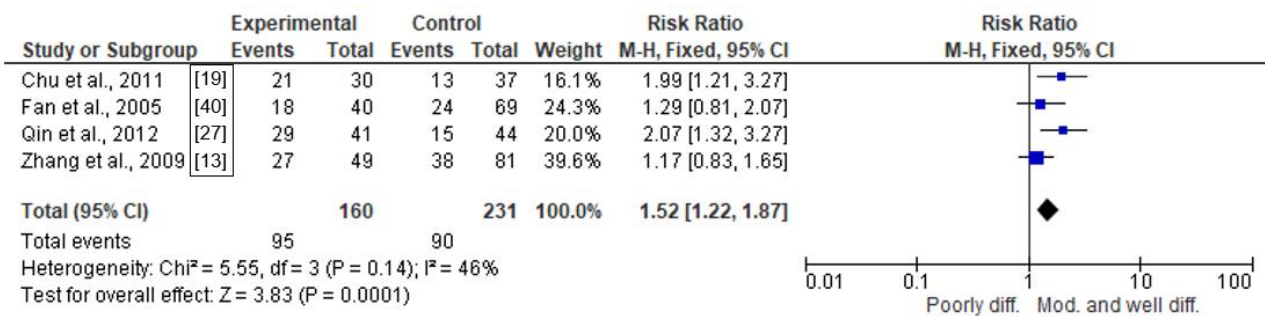 Experimental Control Risk Ratio Risk Ratio
Study or Subgroup Events Total Events Total Weight M-H, Fixed, 95% CI M-H, Fixed, 95% CI
Chu et al., 2011 [19] 21 30 13 37 16.1% 1.99 [1.21, 3.27]
Fan et al., 2005 [40] 18 40 24 69 24.3% 1.29 [0.81, 2.07]
Qin et al., 2012 [27] 29 41 15 44 20.0% 2.07 [1.32, 3.27]
Zhang et al., 2009 [13] 27 49 38 81 39.6% 1.17 [0.83, 1.65]
Total (95% CI) 160 231 100.0% 1.52 [1.22, 1.87]
Total events 95 90
Heterogeneity: Chi² = 5.55, df = 3 (P = 0.14); I² = 46%
Test for overall effect: Z = 3.83 (P = 0.0001)
0.01 0.1 1 10 100
Poorly diff. Mod. and well diff.